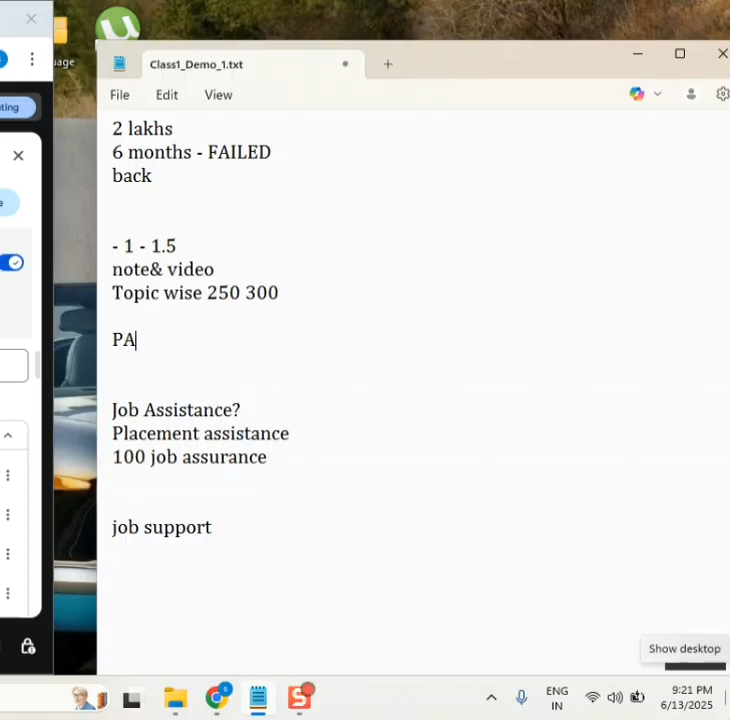 uage
Class1_Demo_1.txt
ting
File Edit View
2 lakhs
6 months - FAILED
back
- 1 - 1.5
note& video
Topic wise 250 300
PA
Job Assistance?
Placement assistance
100 job assurance
job support
Show desktop
ENG
IN
9:21 PM
6/13/2025